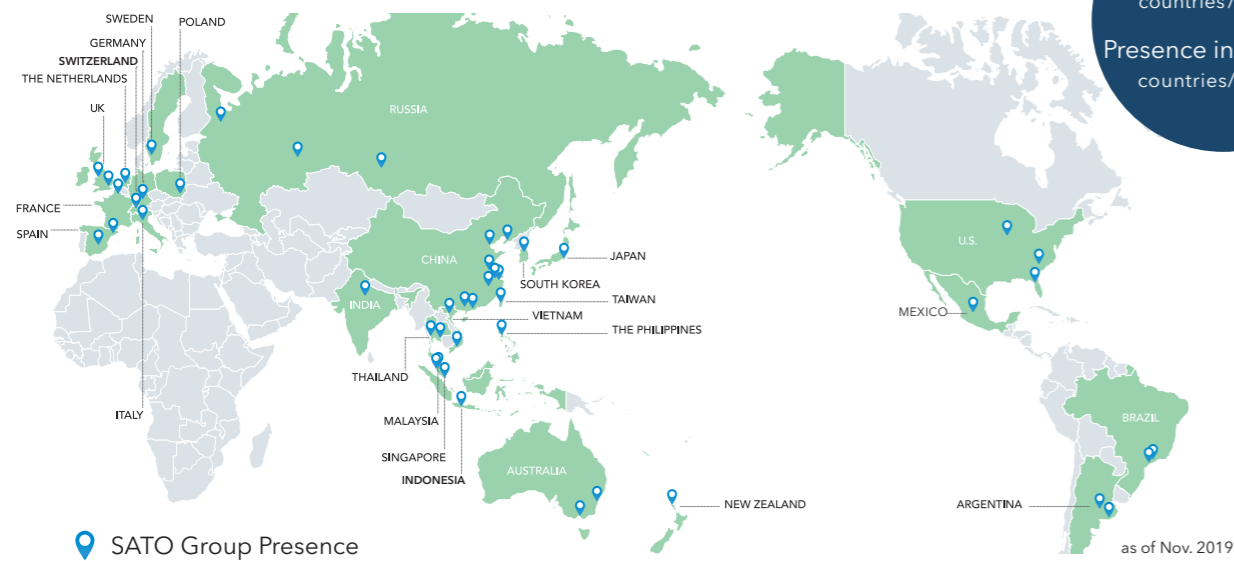 countries/
Presence in
countries/
SWEDEN
POLAND
GERMANY
SWITZERLAND
THE NETHERLANDS
UK
RUSSIA
FRANCE
SPAIN
CHINA
JAPAN
SOUTH KOREA
U.S.
INDIA
TAIWAN
VIETNAM
MEXICO
THE PHILIPPINES
THAILAND
ITALY
MALAYSIA
BRAZIL
SINGAPORE
AUSTRALIA
INDONESIA
NEW ZEALAND
ARGENTINA
SATO Group Presence
as of Nov. 2019